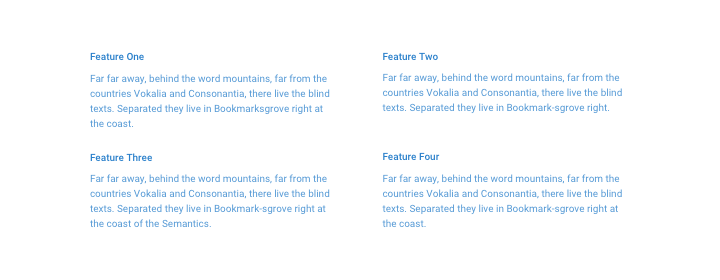 Feature One
Far far away, behind the word mountains, far from the
countries Vokalia and Consonantia, there live the blind
texts. Separated they live in Bookmarksgrove right at
the coast.
Feature Two
Far far away, behind the word mountains, far from the
countries Vokalia and Consonantia, there live the blind
texts. Separated they live in Bookmark-sgrove right.
Feature Three
Far far away, behind the word mountains, far from the
countries Vokalia and Consonantia, there live the blind
texts. Separated they live in Bookmark-sgrove right at
the coast of the Semantics.
Feature Four
Far far away, behind the word mountains, far from the
countries Vokalia and Consonantia, there live the blind
texts. Separated they live in Bookmark-sgrove right at
the coast.